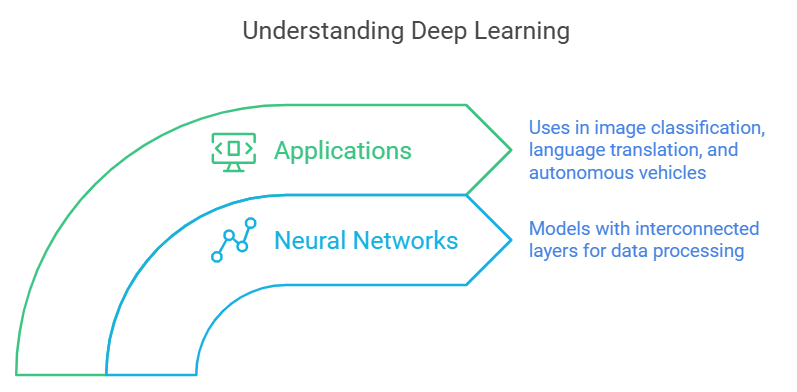 Understanding Deep Learning
Applications
Uses in image classification,
language translation, and
autonomous vehicles
Neural Networks
Models with interconnected
layers for data processing